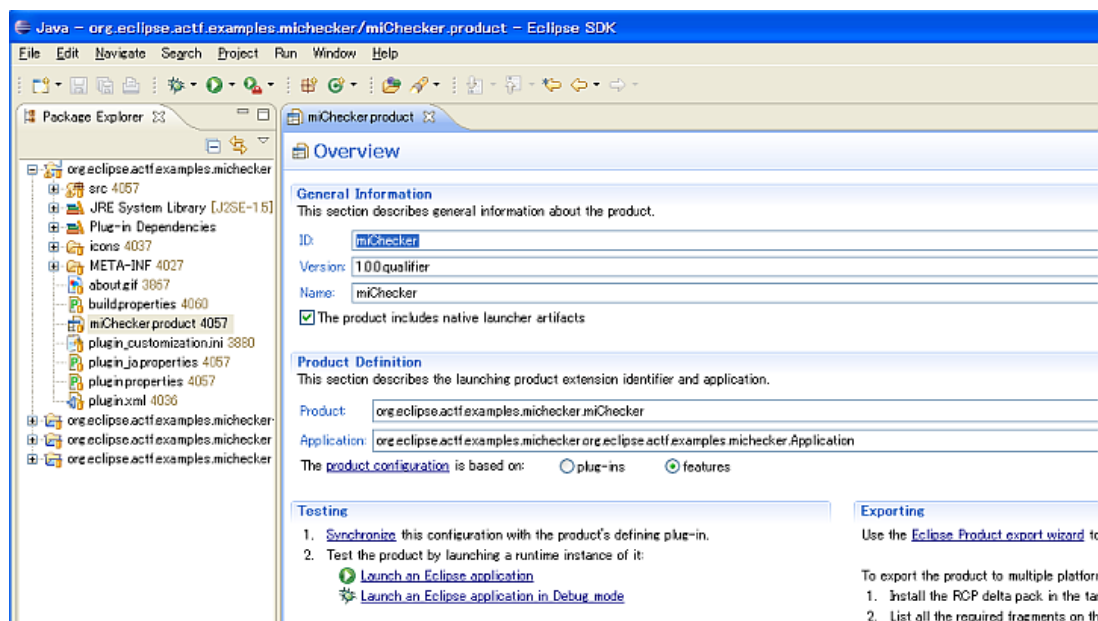 Java - org.eclipse.actf.examples.michecker/miChecker.product - Eclipse SDK
File Edit Navigate Search Project Run Window Help
Package Explorer
miChecker.product
Overview
org.eclipse.actf.examples.michecker
src 4057
JRE System Library [J2SE-1.5]
Plug-in Dependencies
icons 4037
META-INF 4027
about.gif 3867
build.properties 4060
miChecker.product 4057
plugin_customization.ini 3880
plugin_ja.properties 4057
plugin.properties 4057
plugin.xml 4036
org.eclipse.actf.examples.michecker-
org.eclipse.actf.examples.michecker
org.eclipse.actf.examples.michecker
General Information
This section describes general information about the product.
ID: miChecker
Version: 1.0.0.qualifier
Name: miChecker
The product includes native launcher artifacts
Product Definition
This section describes the launching product extension identifier and application.
Product: org.eclipse.actf.examples.michecker.miChecker
Application: org.eclipse.actf.examples.michecker.org.eclipse.actf.examples.michecker.Application
The product configuration is based on: plug-ins features
Testing
1. Synchronize this configuration with the product's defining plug-in.
2. Test the product by launching a runtime instance of it:
Launch an Eclipse application
Launch an Eclipse application in Debug mode
Exporting
Use the Eclipse Product export wizard to
To export the product to multiple platfor
1. Install the RCP delta pack in the ta
2. List all the required fragments on th